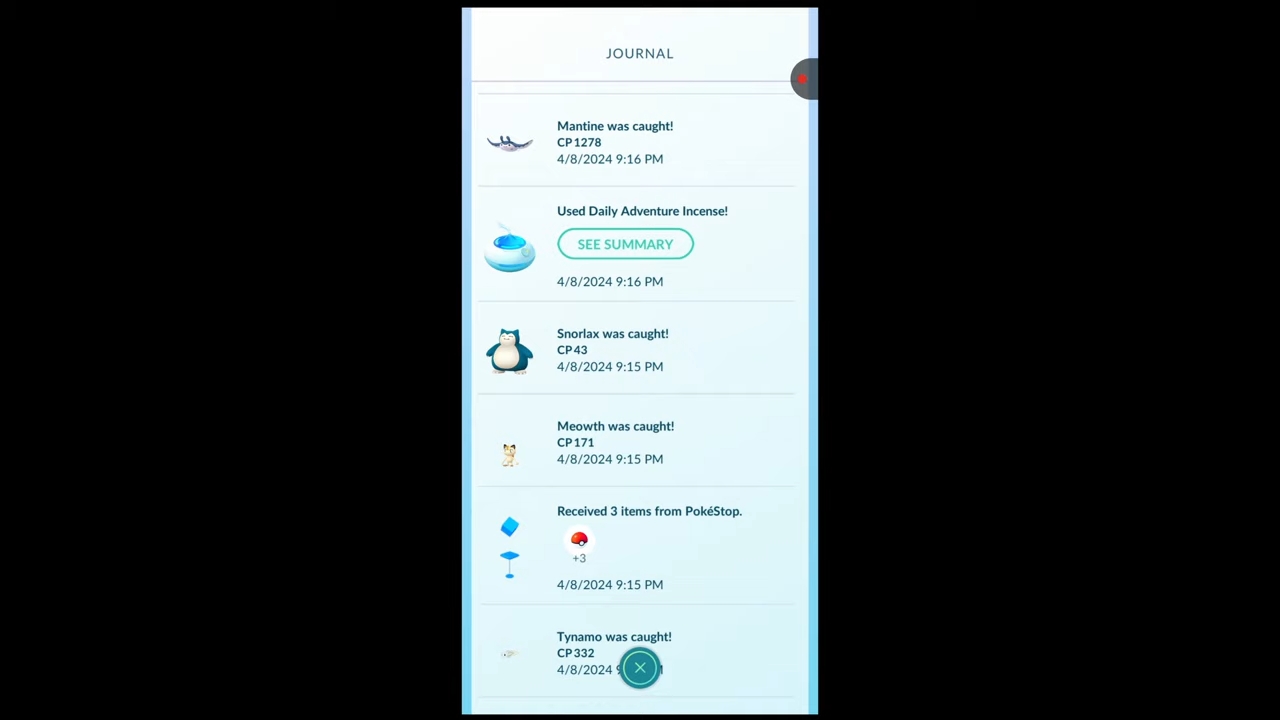 JOURNAL
Mantine was caught!
CP 1278
4/8/2024 9:16 PM
Used Daily Adventure Incense!
SEE SUMMARY
4/8/2024 9:16 PM
Snorlax was caught!
CP 43
4/8/2024 9:15 PM
Meowth was caught!
CP 171
4/8/2024 9:15 PM
Received 3 items from PokéStop.
+3
4/8/2024 9:15 PM
Tynamo was caught!
CP 332
4/8/2024